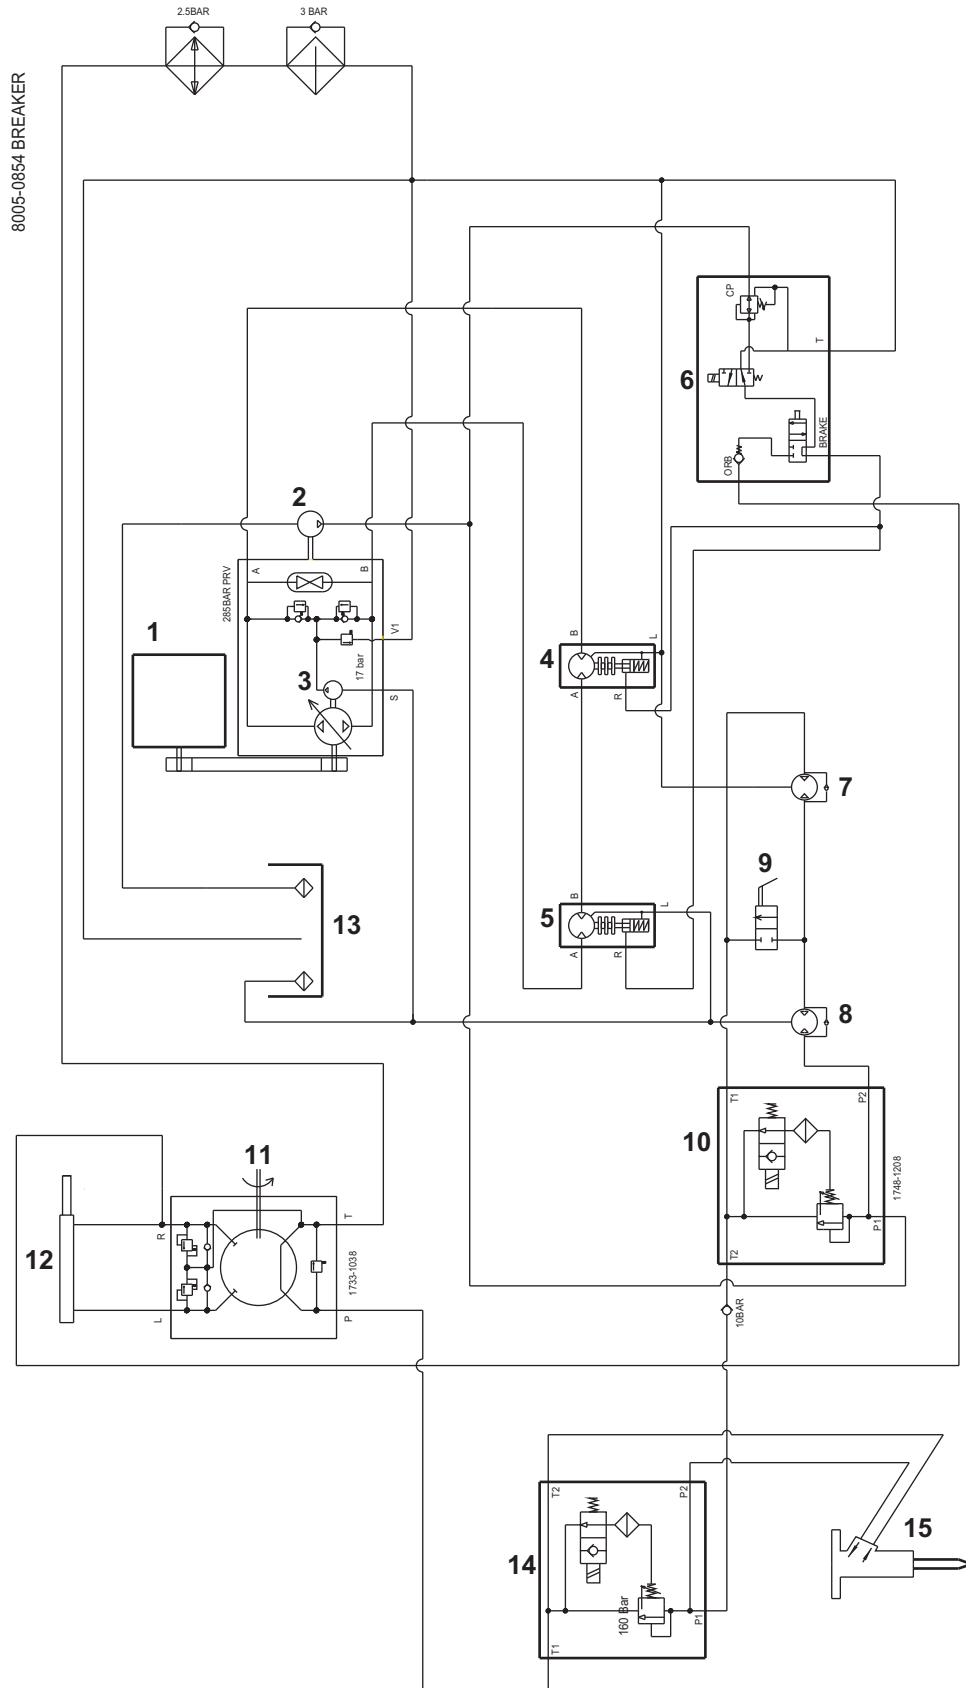 2.5BAR
3 BAR
8005-0854 BREAKER
CP
T
6
BRAKE
ORB
2
A
B
285BAR PRV
V1
17 bar
S
1
3
B
L
4
A
R
7
9
B
L
5
A
R
13
8
T1
P2
10
1748-1208
T2
P1
10BAR
11
12
R
T
L
P
1733-1038
T2
P2
14
160 Bar
T1
P1
15